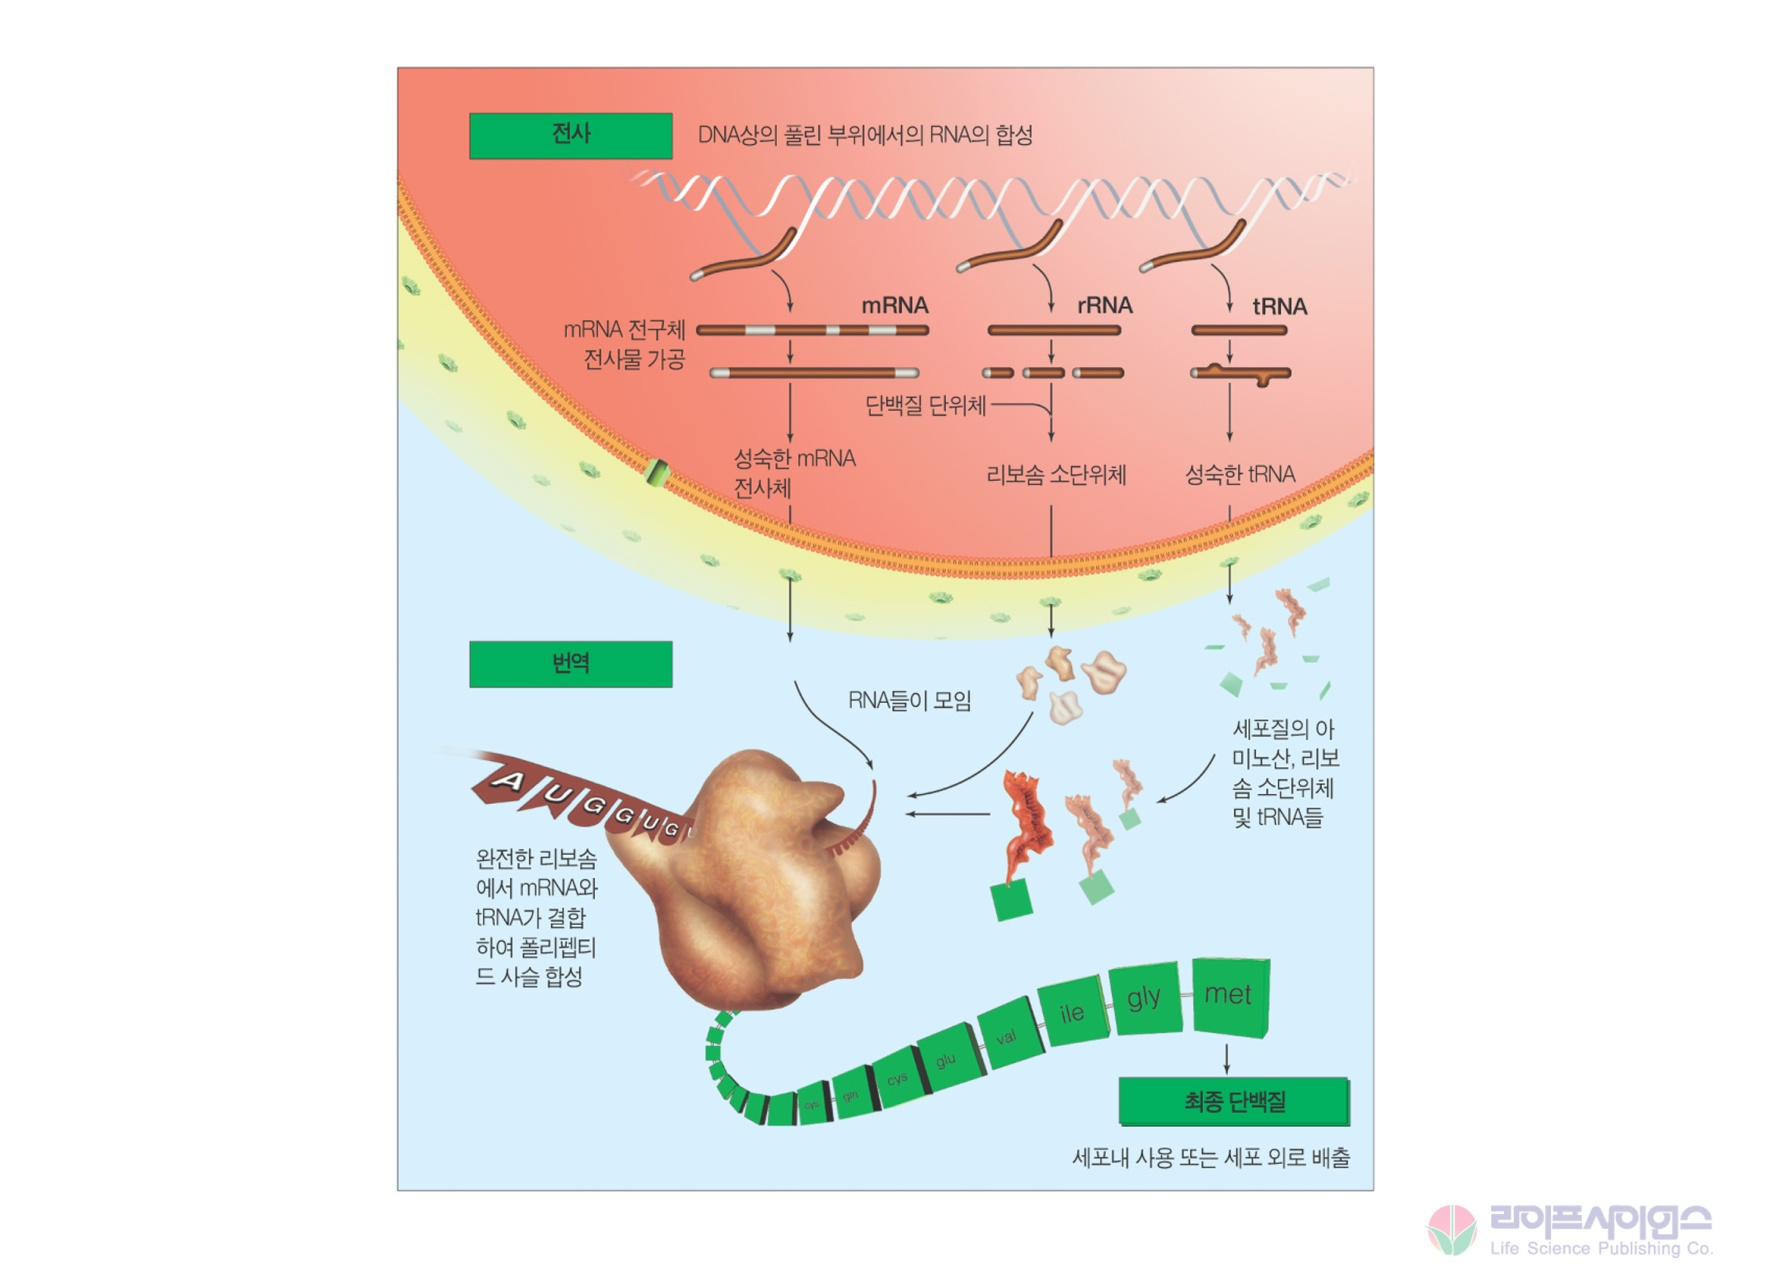 전사
DNA상의 풀린 부위에서의 RNA의 합성
mRNA
rRNA
tRNA
mRNA 전구체
전사물 가공
단백질 단위체
성숙한 mRNA
전사체
리보솜 소단위체
성숙한 tRNA
번역
RNA들이 모임
세포질의 아
미노산, 리보
솜 소단위체
및 tRNA들
A U G G U G U
완전한 리보솜
에서 mRNA와
tRNA가 결합
하여 폴리펩티
드 사슬 합성
cys gln cys glu val ile gly met
최종 단백질
세포내 사용 또는 세포 외로 배출
라이프사이언스
Life Science Publishing Co.